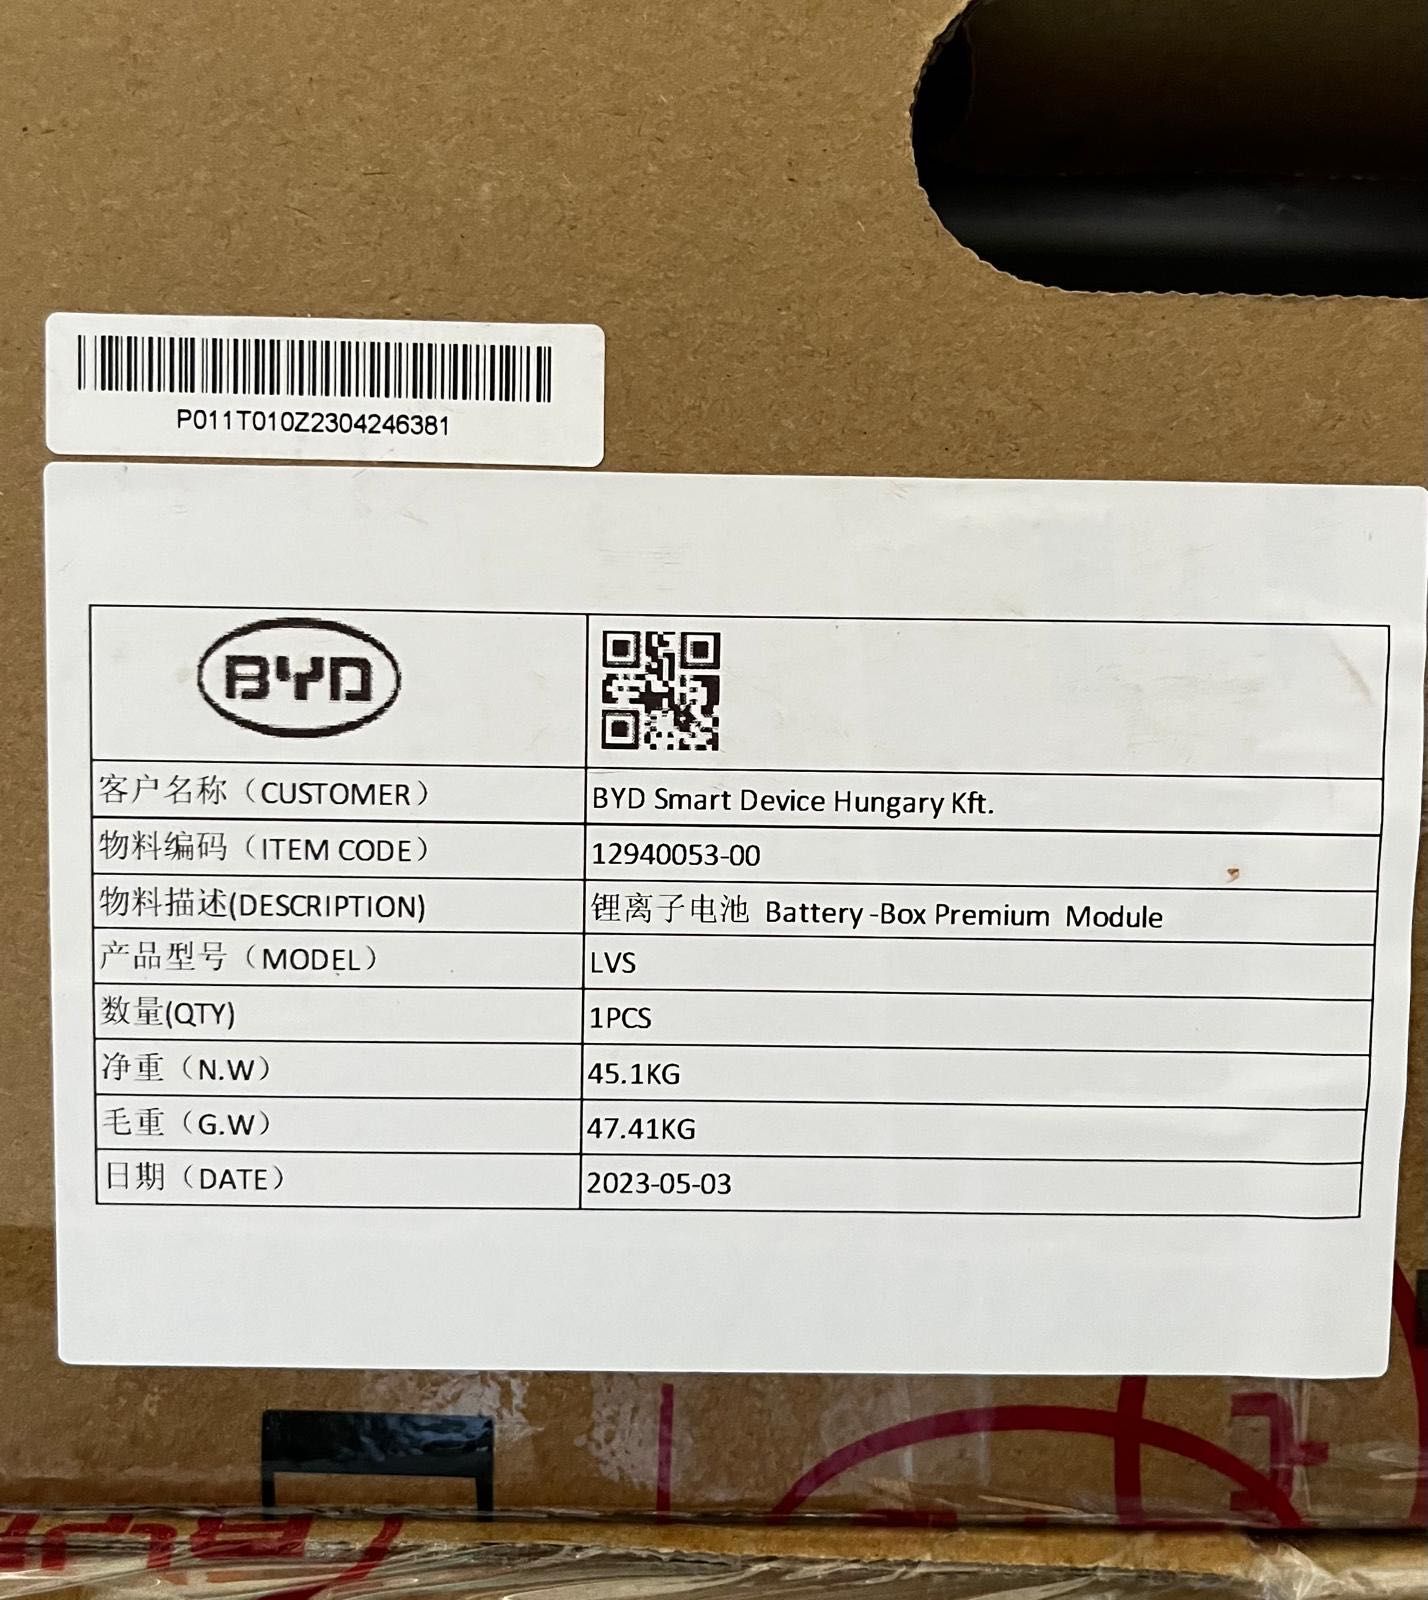 P011T010Z2304246381
BYD
客户名称（CUSTOMER） BYD Smart Device Hungary Kft.
物料编码（ITEM CODE） 12940053-00
物料描述(DESCRIPTION) 锂离子电池 Battery-Box Premium Module
产品型号（MODEL） LVS
数量(QTY) 1PCS
净重（N.W） 45.1KG
毛重（G.W） 47.41KG
日期（DATE） 2023-05-03